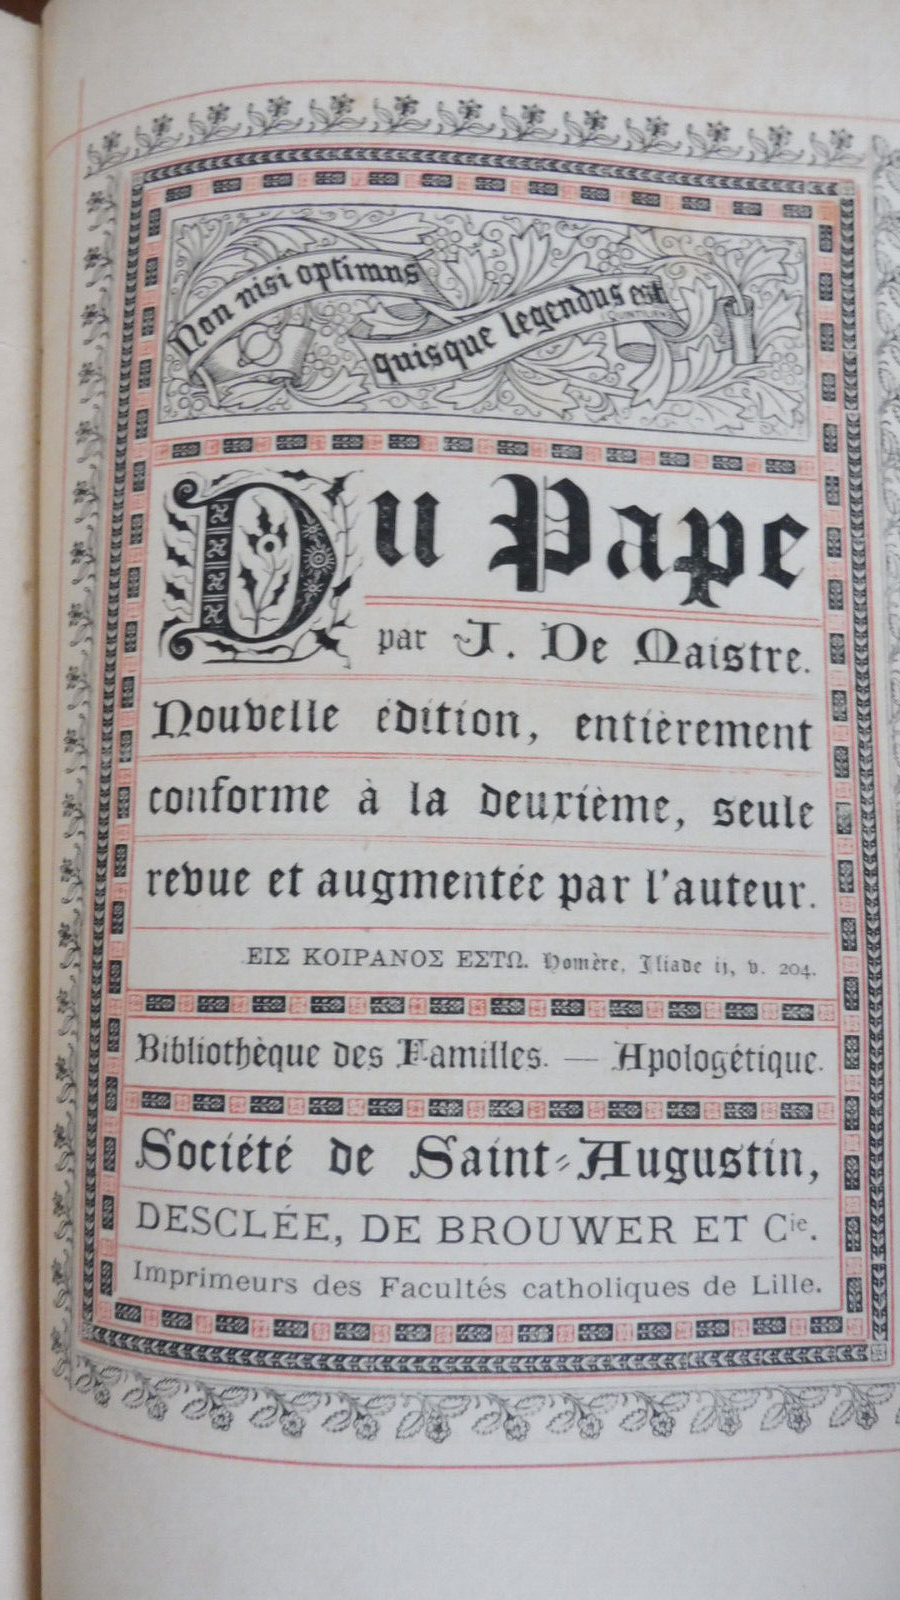 Non nisi optimus
quisque legendus est
(QUINTILIEN)
Du Pape
par J. De Maistre.
Nouvelle édition, entièrement
conforme à la deuxième, seule
revue et augmentée par l'auteur.
ΕΙΣ ΚΟΙΡΑΝΟΣ ΕΣΤΩ. Homère, Iliade ij, v. 204.
Bibliothèque des Familles. — Apologétique.
Société de Saint-Augustin,
DESCLÉE, DE BROUWER ET Cie.
Imprimeurs des Facultés catholiques de Lille.